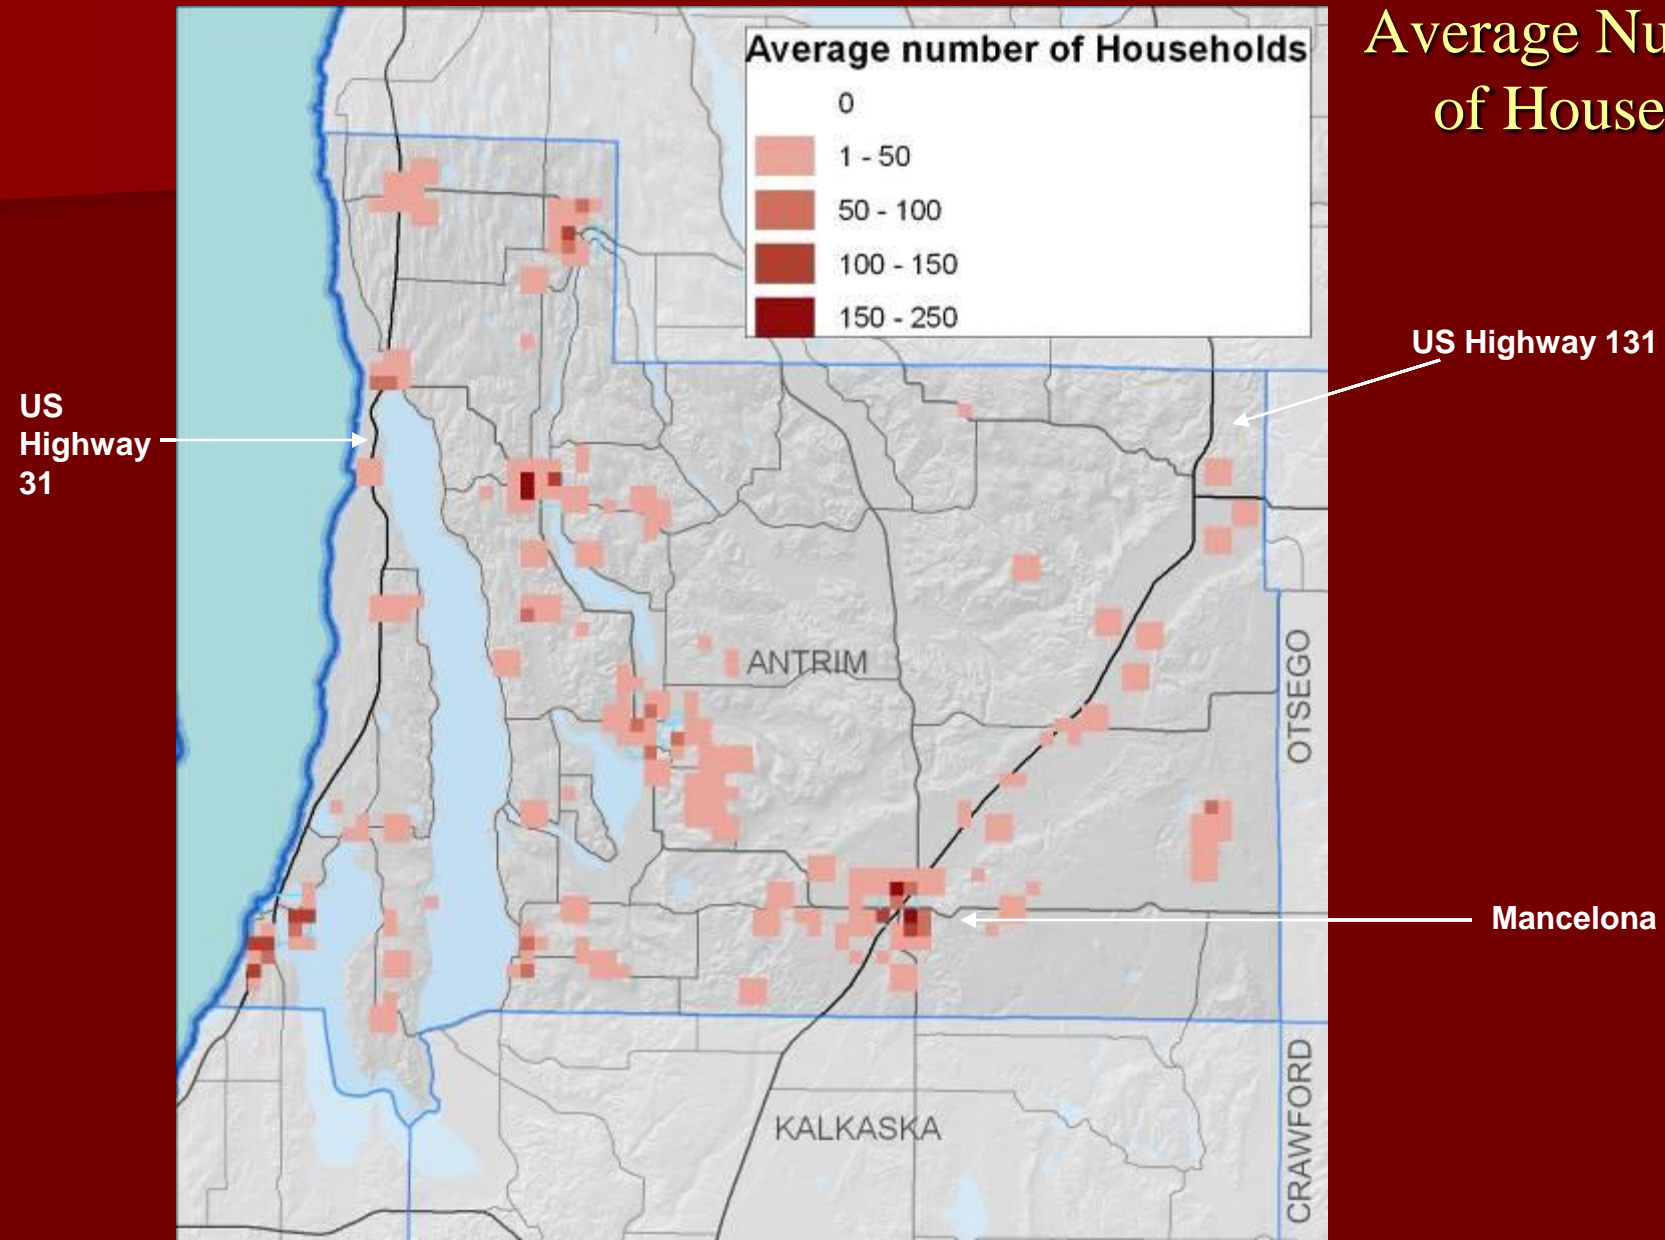 Average Nu
of House
Average number of Households
0
1 - 50
50 - 100
100 - 150
150 - 250
US Highway 131
US
Highway
31
ANTRIM
OTSEGO
Mancelona
KALKASKA
CRAWFORD